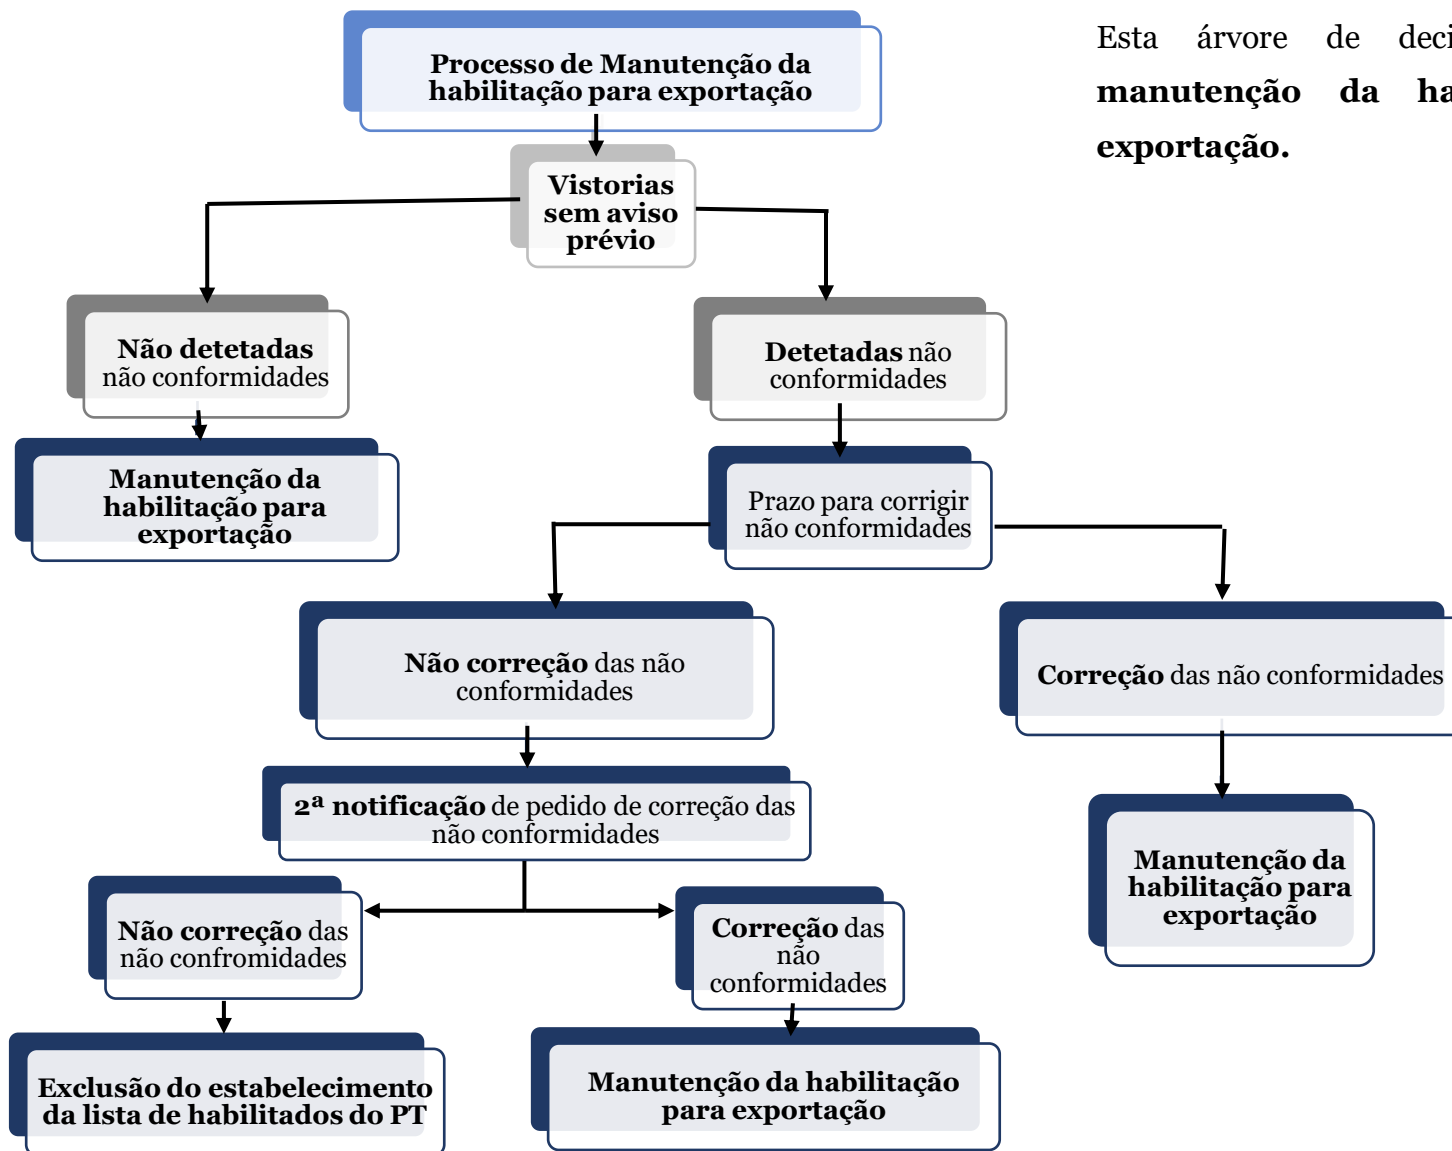 Processo de Manutenção da
habilitação para exportação
Esta árvore de
manutenção da
exportação.
Vistorias
sem aviso
prévio
Não detetadas
não conformidades
Detetadas não
conformidades
Manutenção da
habilitação para
exportação
Prazo para corrigir
não conformidades
Não correção das não
conformidades
Correção das não conformidades
2ª notificação de pedido de correção das
não conformidades
Manutenção da
habilitação para
exportação
Não correção das
não confromidades
Correção das
não
conformidades
Exclusão do estabelecimento
da lista de habilitados do PT
Manutenção da habilitação
para exportação